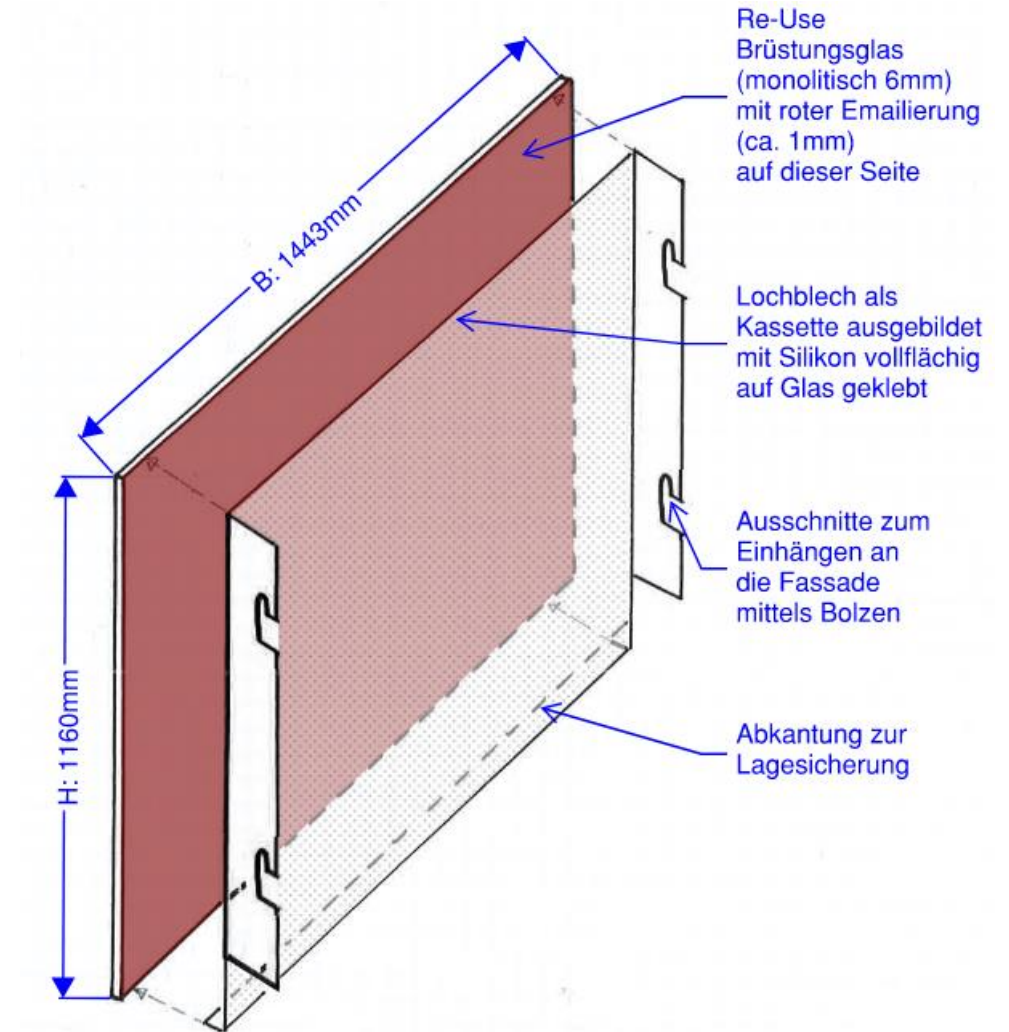 Re-Use
Brüstungsglas
(monolitisch 6mm)
mit roter Emailierung
(ca. 1mm)
auf dieser Seite
B: 1443mm
Lochblech als
Kassette ausgebildet
mit Silikon vollflächig
auf Glas geklebt
Ausschnitte zum
Einhängen an
die Fassade
mittels Bolzen
H: 1160mm
Abkantung zur
Lagesicherung